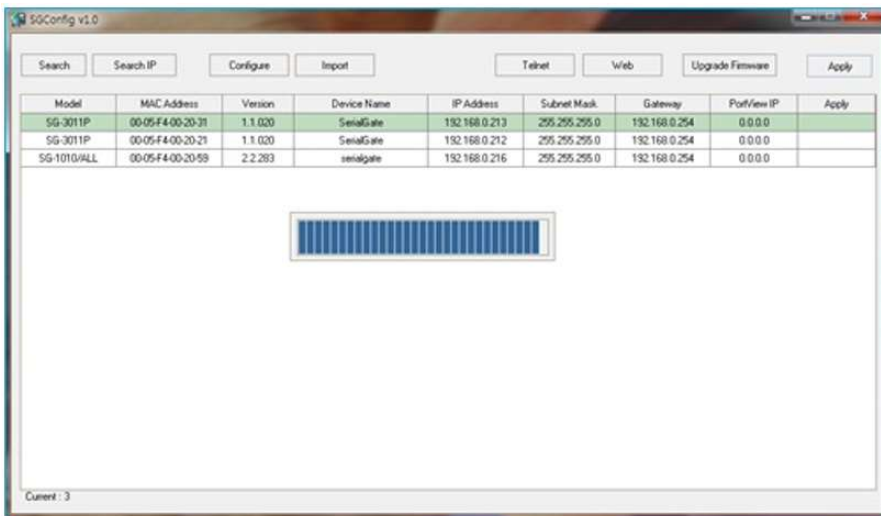 SGConfig v1.0
Search Search IP Configure Import Telnet Web Upgrade Firmware Apply
Model MAC Address Version Device Name IP Address Subnet Mask Gateway PortView IP Apply
SG-3011P 00-05-F4-00-20-31 1.1.020 SerialGate 192.168.0.213 255.255.255.0 192.168.0.254 0.0.0.0
SG-3011P 00-05-F4-00-20-21 1.1.020 SerialGate 192.168.0.212 255.255.255.0 192.168.0.254 0.0.0.0
SG-1010/ALL 00-05-F4-00-20-59 2.2.283 serialgate 192.168.0.216 255.255.255.0 192.168.0.254 0.0.0.0
Current : 3